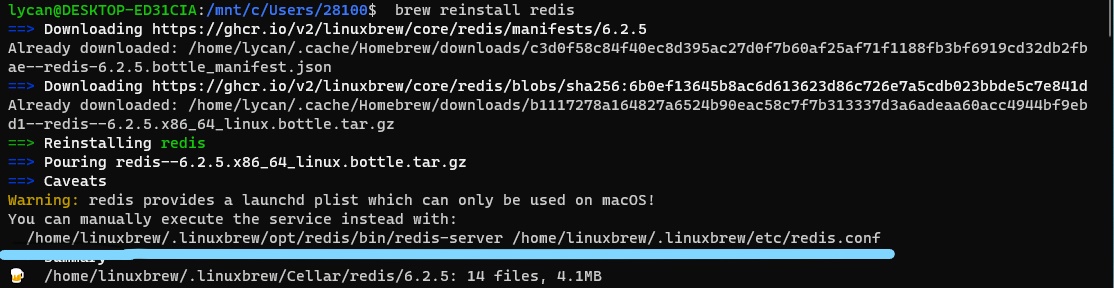 lycan@DESKTOP-ED31CIA:/mnt/c/Users/28100$  brew reinstall redis
==> Downloading https://ghcr.io/v2/linuxbrew/core/redis/manifests/6.2.5
Already downloaded: /home/lycan/.cache/Homebrew/downloads/c3d0f58c84f40ec8d395ac27d0f7b60af25af71f1188fb3bf6919cd32db2fb
ae--redis-6.2.5.bottle_manifest.json
==> Downloading https://ghcr.io/v2/linuxbrew/core/redis/blobs/sha256:6b0ef13645b8ac6d613623d86c726e7a5cdb023bbde5c7e841d
Already downloaded: /home/lycan/.cache/Homebrew/downloads/b1117278a164827a6524b90eac58c7f7b313337d3a6adeaa60acc4944bf9eb
d1--redis--6.2.5.x86_64_linux.bottle.tar.gz
==> Reinstalling redis
==> Pouring redis--6.2.5.x86_64_linux.bottle.tar.gz
==> Caveats
Warning: redis provides a launchd plist which can only be used on macOS!
You can manually execute the service instead with:
  /home/linuxbrew/.linuxbrew/opt/redis/bin/redis-server /home/linuxbrew/.linuxbrew/etc/redis.conf
Summary
/home/linuxbrew/.linuxbrew/Cellar/redis/6.2.5: 14 files, 4.1MB